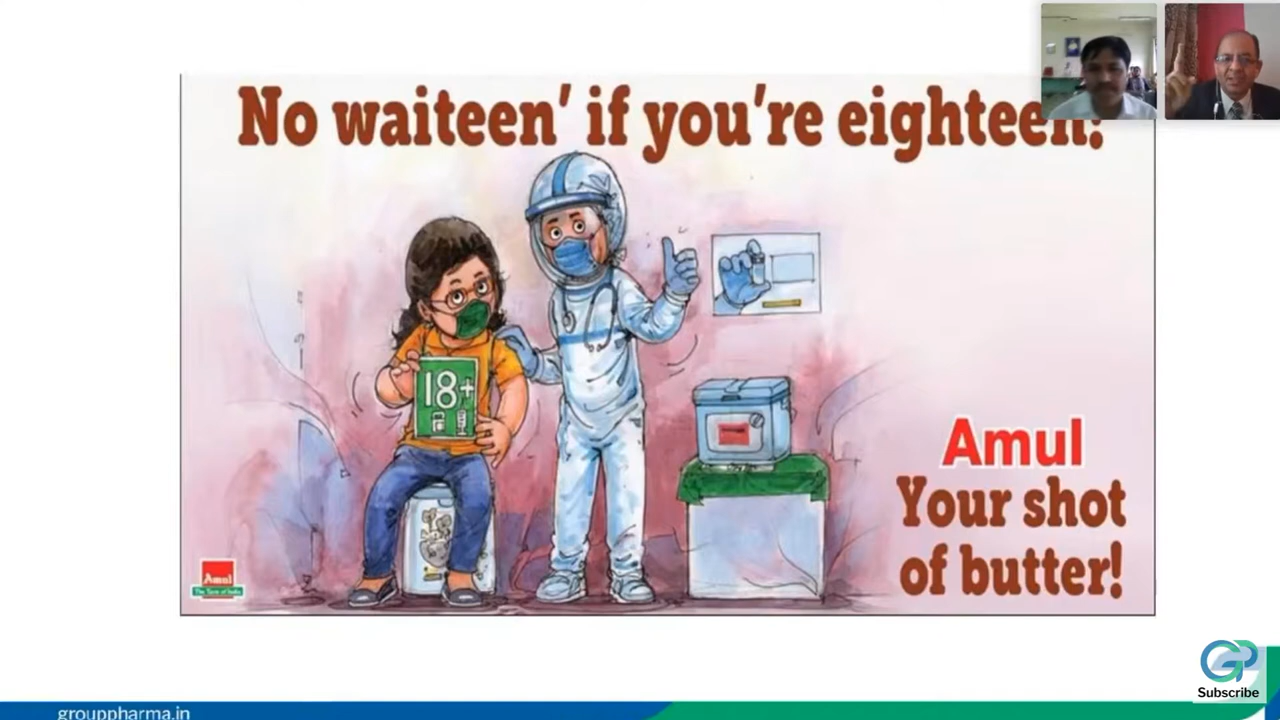 No waiteen' if you're eighteen!
18+
Amul
Your shot
of butter!
Amul
The Taste of India
Subscribe
grouppharma.in